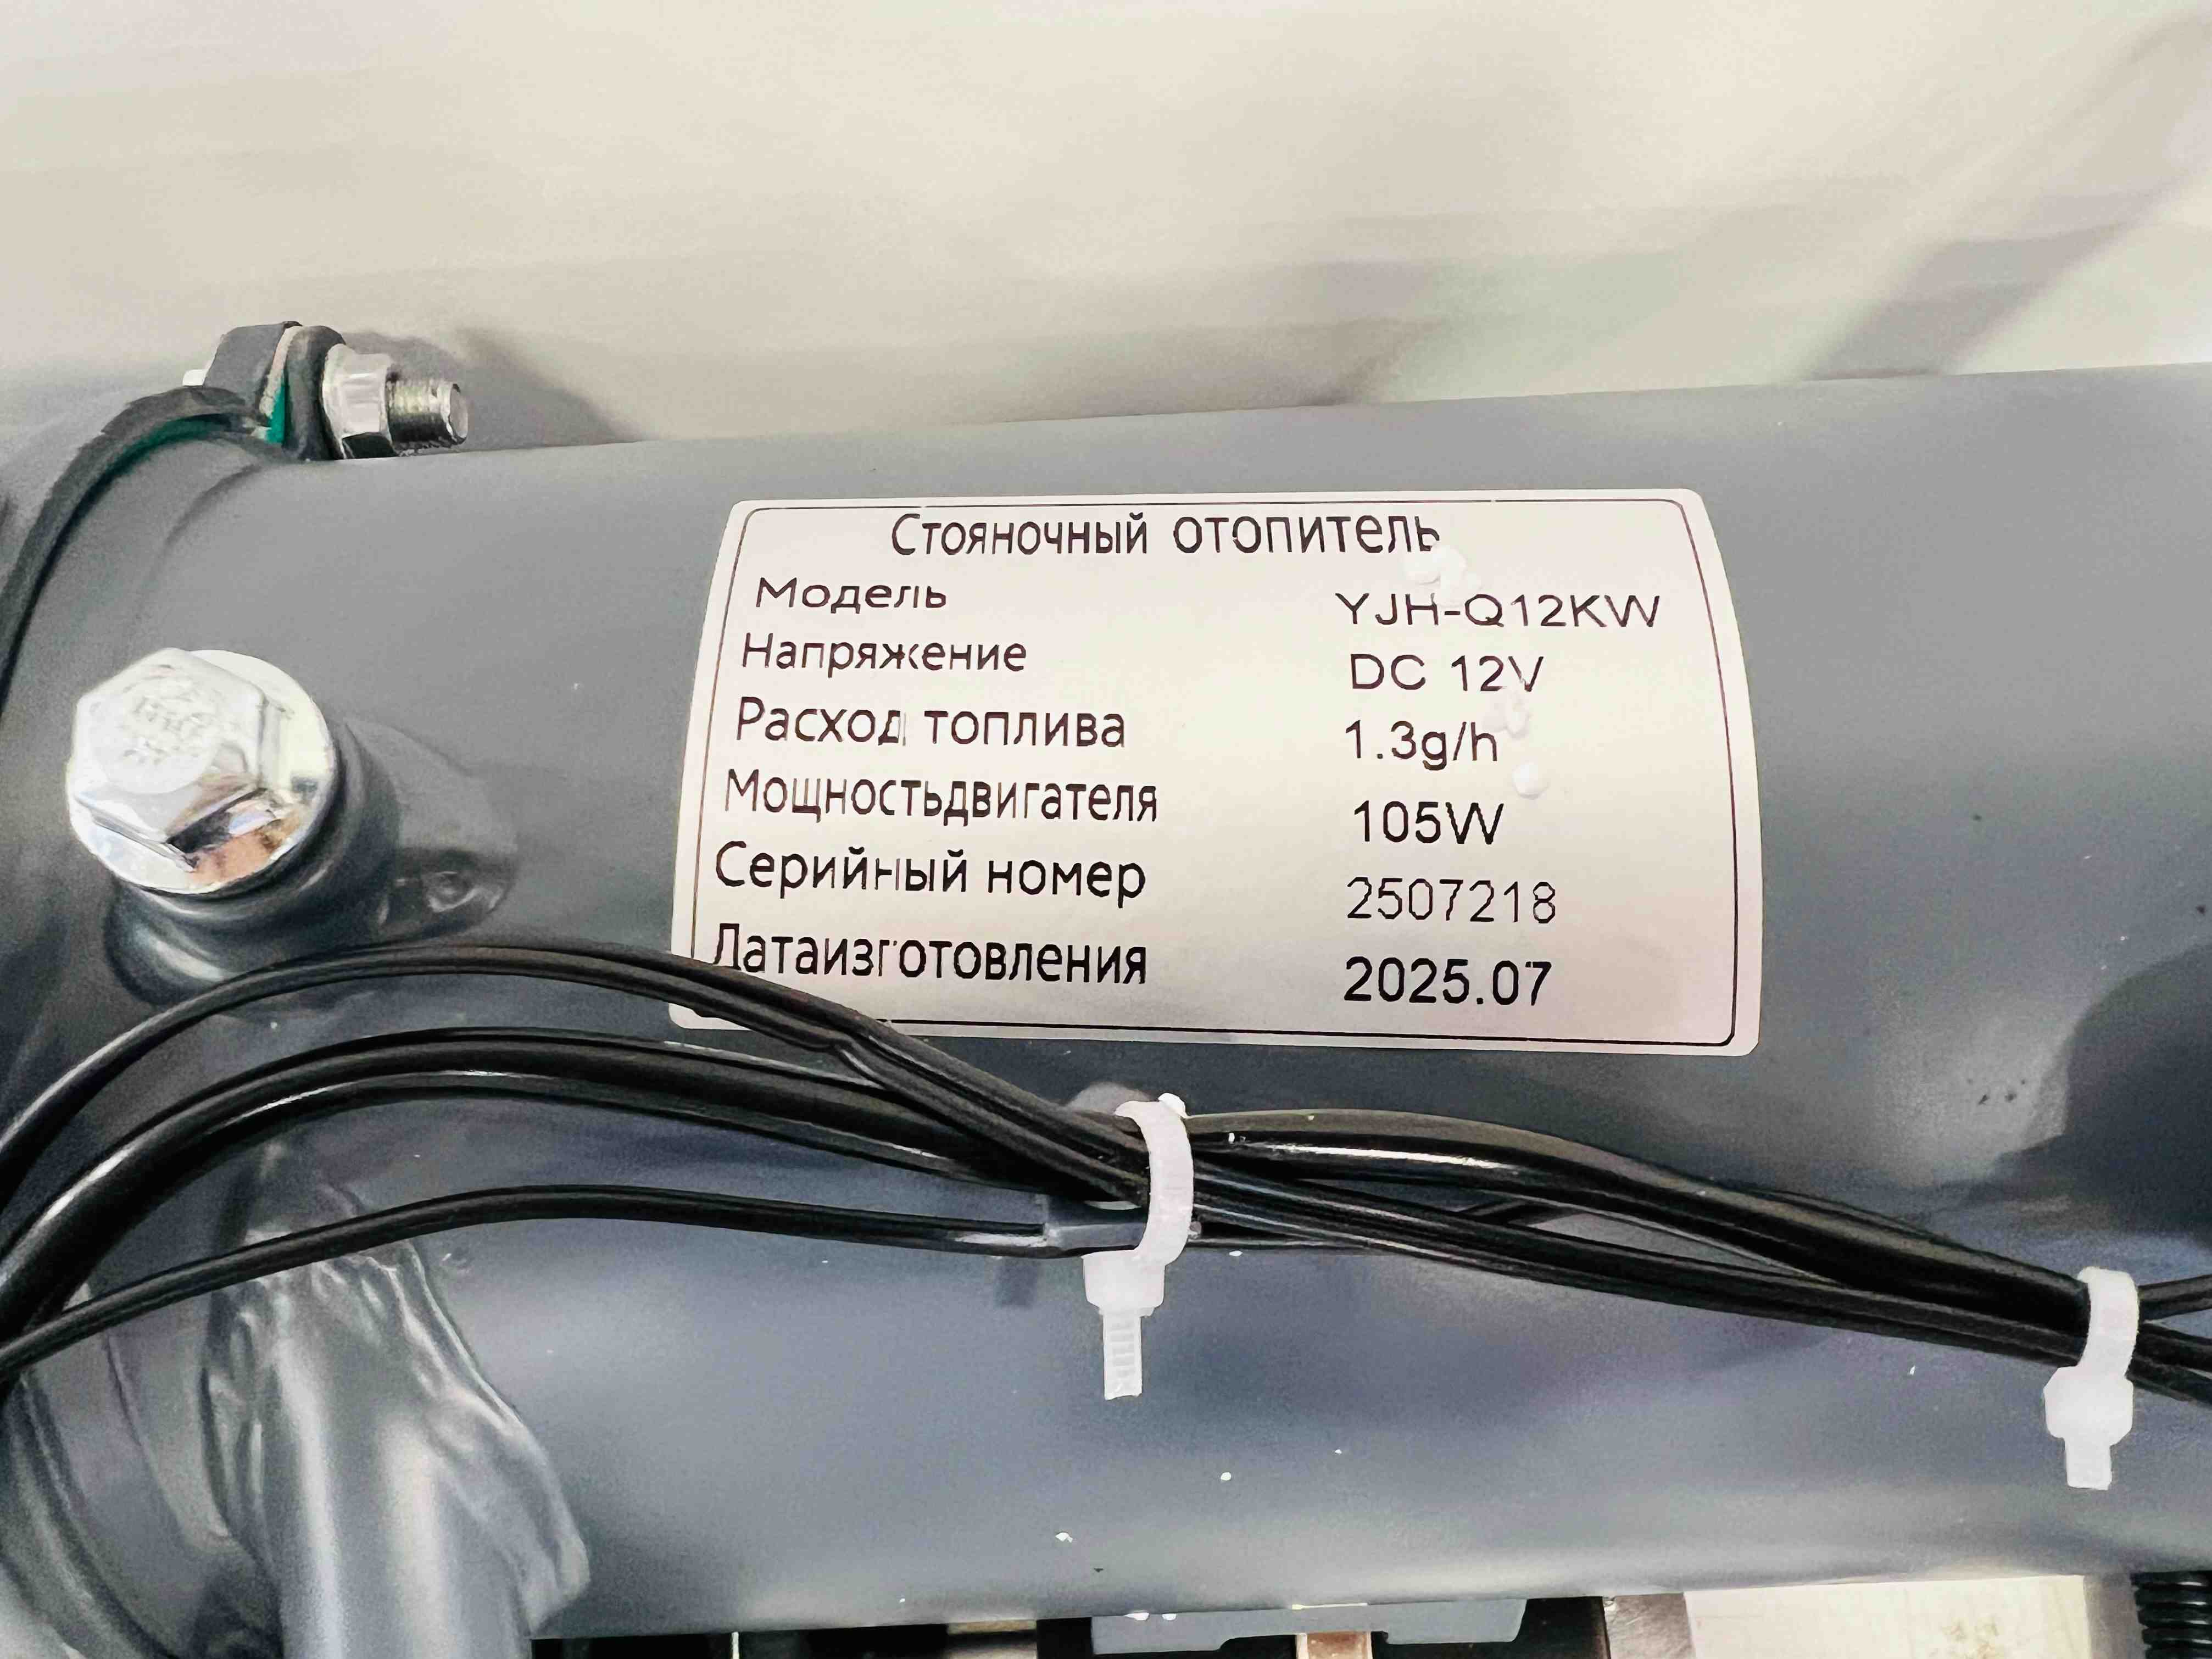 Стояночный отопитель
Модель YJH-Q12KW
Напряжение DC 12V
Расход топлива 1.3g/h
Мощностьдвигателя 105W
Серийный номер 2507218
Датаизготовления 2025.07